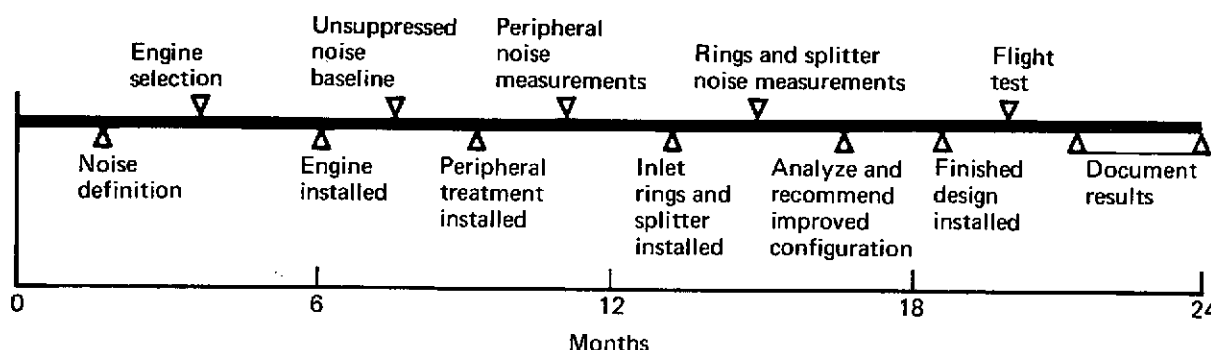 Engine
selection
Unsuppressed
noise
baseline
Peripheral
noise
measurements
Rings and splitter
noise measurements
Flight
test
Noise
definition
Engine
installed
Peripheral
treatment
installed
Inlet
rings and
splitter
installed
Analyze and
recommend
improved
configuration
Finished
design
installed
Document
results
0
6
12
18
24
Months